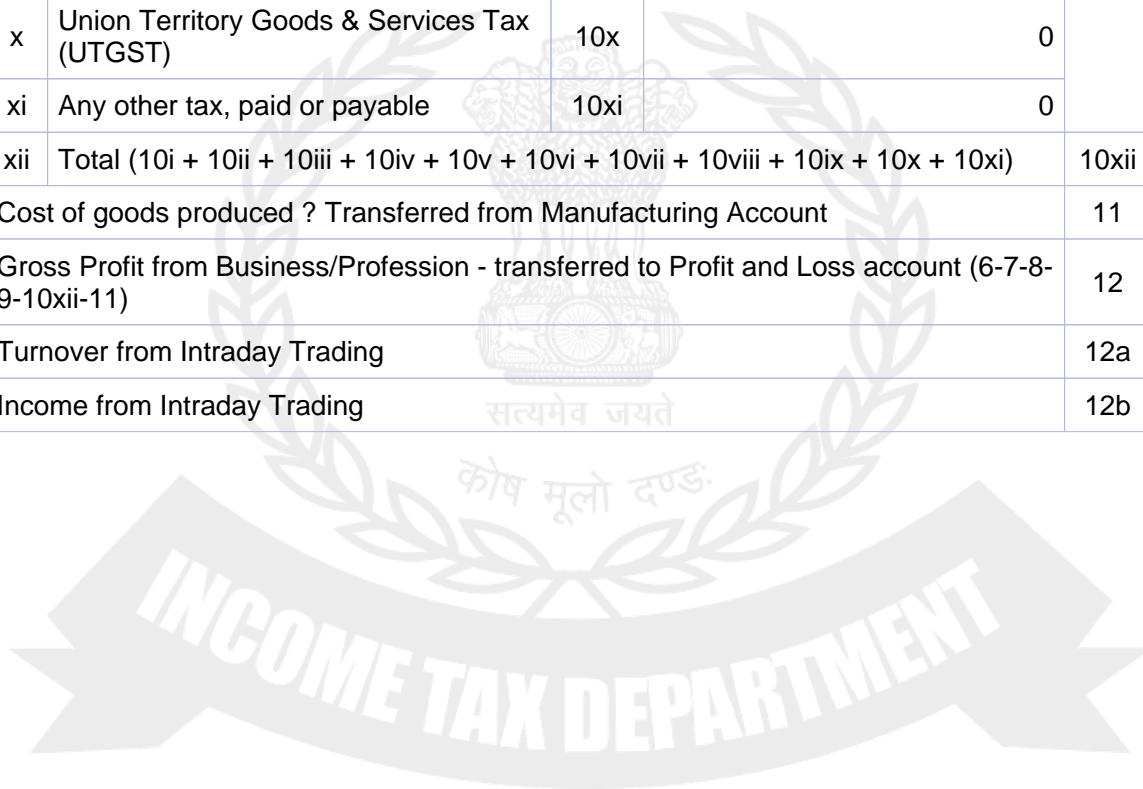 x Union Territory Goods & Services Tax (UTGST) 10x 0
xi Any other tax, paid or payable 10xi 0
xii Total (10i + 10ii + 10iii + 10iv + 10v + 10vi + 10vii + 10viii + 10ix + 10x + 10xi) 10xii
Cost of goods produced ? Transferred from Manufacturing Account 11
Gross Profit from Business/Profession - transferred to Profit and Loss account (6-7-8-
9-10xii-11) 12
Turnover from Intraday Trading 12a
Income from Intraday Trading 12b
सत्यमेव जयते
कोष मूलो दण्डः
INCOME TAX DEPARTMENT